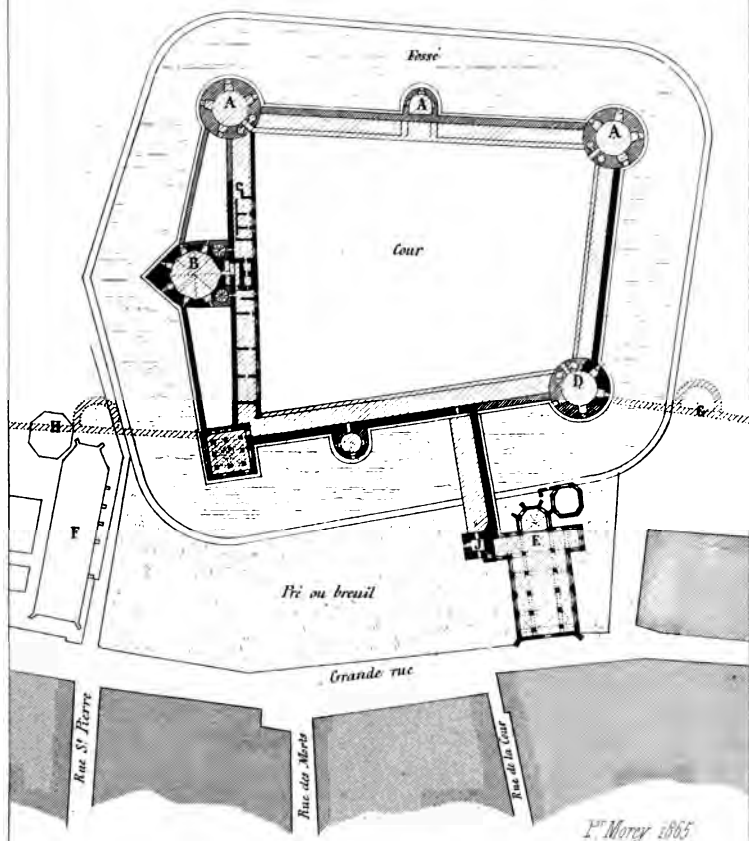 Fossé
A
A
A
C
B
Cour
D
G
H
F
E
J
Pré ou breuil
Grande rue
Rue St Pierre
Rue des Morts
Rue de la Cour
Pr Morey 1865